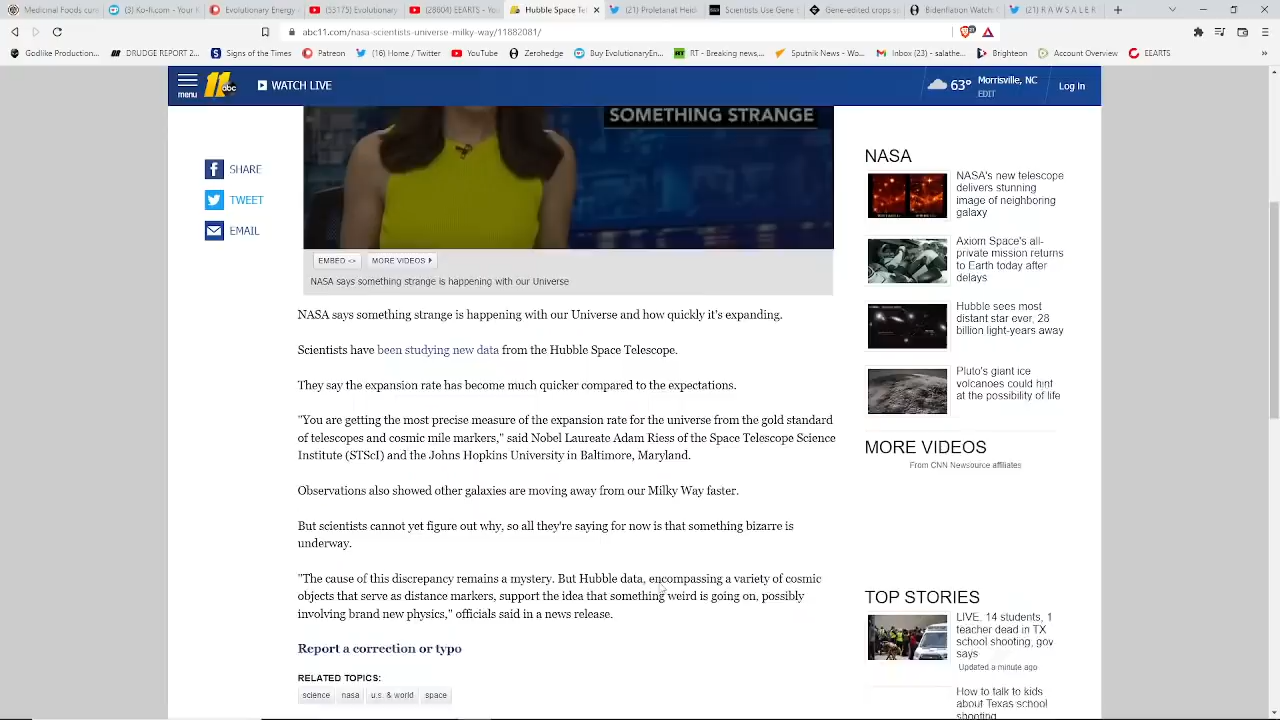 Medicinal Foods and
Ko-fi.com - Your K
(5175) Evolutionary
(28604) EEARTS - You
Hubble Space Te
(21) Proletariat Heid
Scientists Use Gene
Gene-edited crops s
Bidenflation Watch:
(21) R A W S A L E R
abc11.com/nasa-scientists-universe-milky-way/11882081/
Godlike Productions...
DRUDGE REPORT 2...
Signs of the Times
Patreon
(16) Home / Twitter
YouTube
Zerohedge
Buy EvolutionaryEn...
RT - Breaking news,...
Sputnik News - Wo...
Inbox (23) - salathe...
Brighteon
Account Overview
EEARTS
menu
11 abc
WATCH LIVE
63°
Morrisville, NC
EDIT
Log In
SOMETHING STRANGE
SHARE
TWEET
EMAIL
EMBED <>
MORE VIDEOS
NASA says something strange is happening with our Universe
NASA says something strange is happening with our Universe and how quickly it's expanding.
Scientists have been studying new data from the Hubble Space Telescope.
They say the expansion rate has become much quicker compared to the expectations.
"You are getting the most precise measure of the expansion rate for the universe from the gold standard
of telescopes and cosmic mile markers," said Nobel Laureate Adam Riess of the Space Telescope Science
Institute (STScI) and the Johns Hopkins University in Baltimore, Maryland.
Observations also showed other galaxies are moving away from our Milky Way faster.
But scientists cannot yet figure out why, so all they're saying for now is that something bizarre is
underway.
"The cause of this discrepancy remains a mystery. But Hubble data, encompassing a variety of cosmic
objects that serve as distance markers, support the idea that something weird is going on, possibly
involving brand new physics," officials said in a news release.
Report a correction or typo
RELATED TOPICS:
science
nasa
u.s. & world
space
NASA
NASA's new telescope
delivers stunning
image of neighboring
galaxy
Axiom Space's all-
private mission returns
to Earth today after
delays
Hubble sees most
distant star ever, 28
billion light-years away
Pluto's giant ice
volcanoes could hint
at the possibility of life
MORE VIDEOS
From CNN Newsource affiliates
TOP STORIES
LIVE, 14 students, 1
teacher dead in TX
school shooting, gov
says
Updated a minute ago
How to talk to kids
about Texas school
shooting